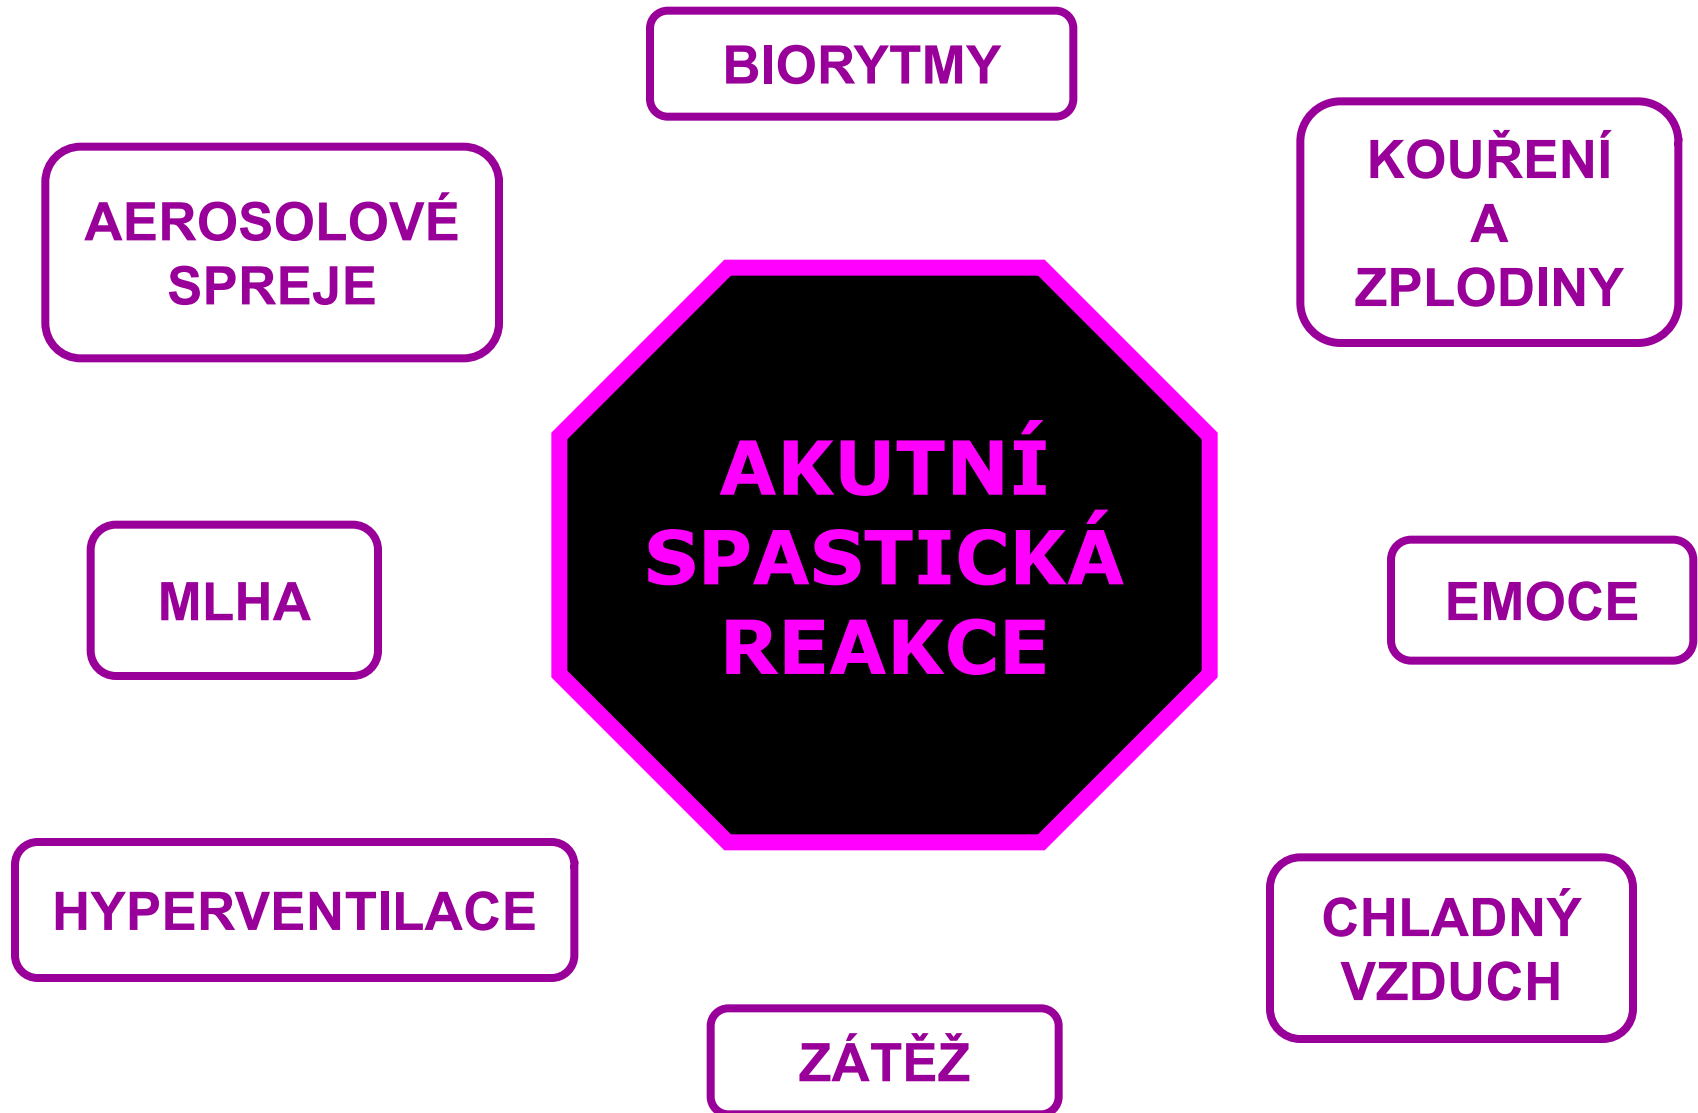 BIORYTMY
KOUŘENÍ
A
ZPLODINY
AEROSOLOVÉ
SPREJE
AKUTNÍ
SPASTICKÁ
REAKCE
MLHA
EMOCE
HYPERVENTILACE
CHLADNÝ
VZDUCH
ZÁTĚŽ